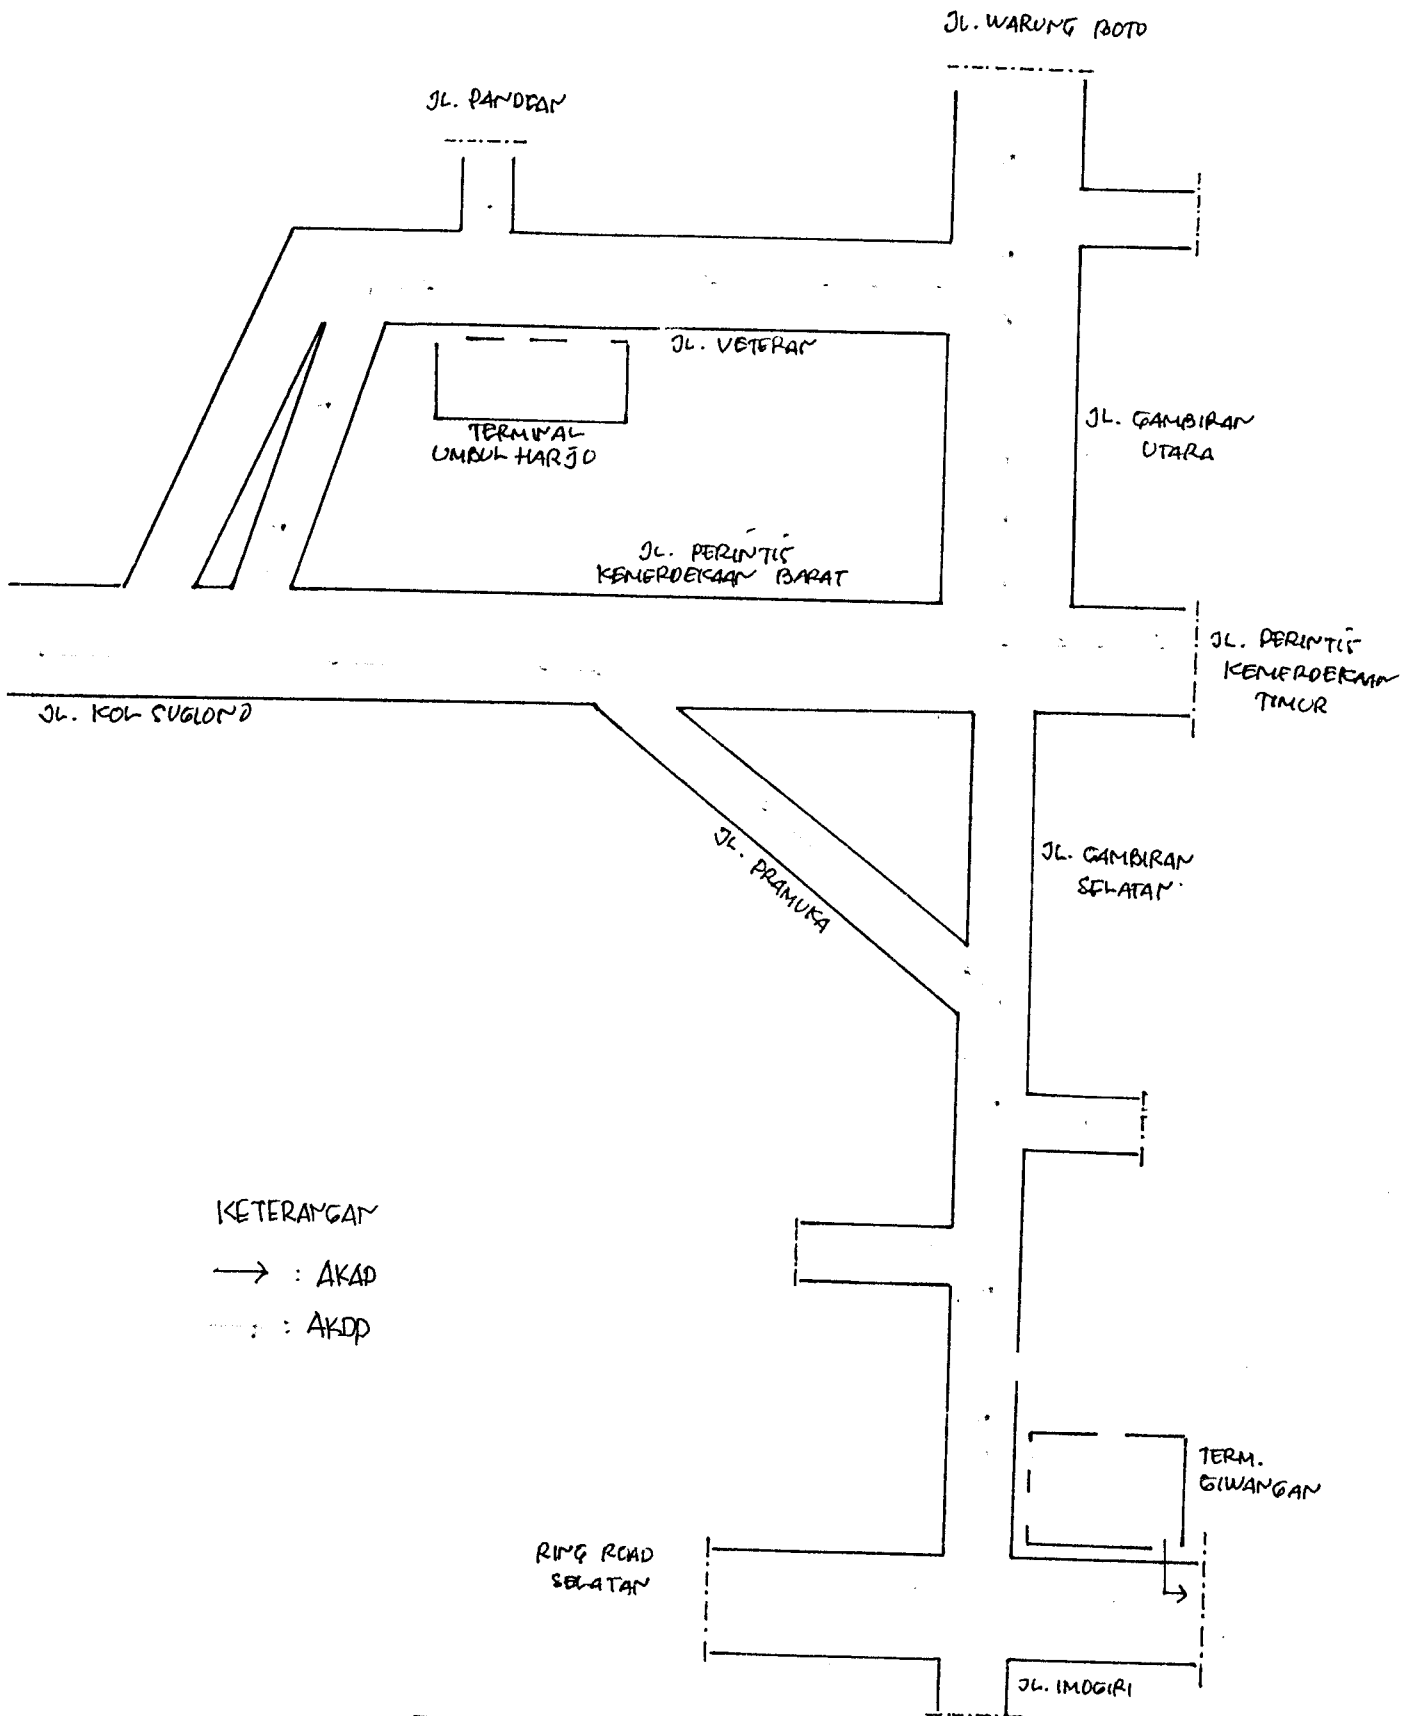 JL. WARUNG BOTO
JL. PANDEAN
JL. VETERAN
TERMINAL
UMBUL HARJO
JL. GAMBIRAN
UTARA
JL. PERINTIS
KEMERDEKAAN BARAT
JL. PERINTIS
KEMERDEKAAN
TIMUR
JL. KOL SUGIONO
JL. PRAMUKA
JL. GAMBIRAN
SELATAN
KETERANGAN
: AKAP
: AKDP
TERM.
GIWANGAN
RING ROAD
SELATAN
JL. IMOGIRI